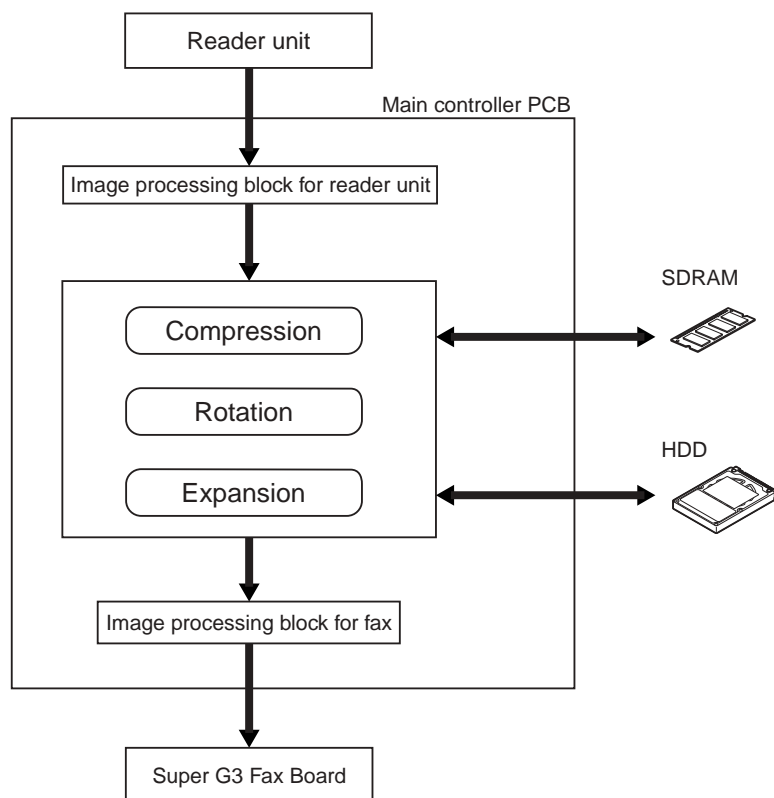 Reader unit
Main controller PCB
Image processing block for reader unit
SDRAM
Compression
Rotation
HDD
Expansion
Image processing block for fax
Super G3 Fax Board